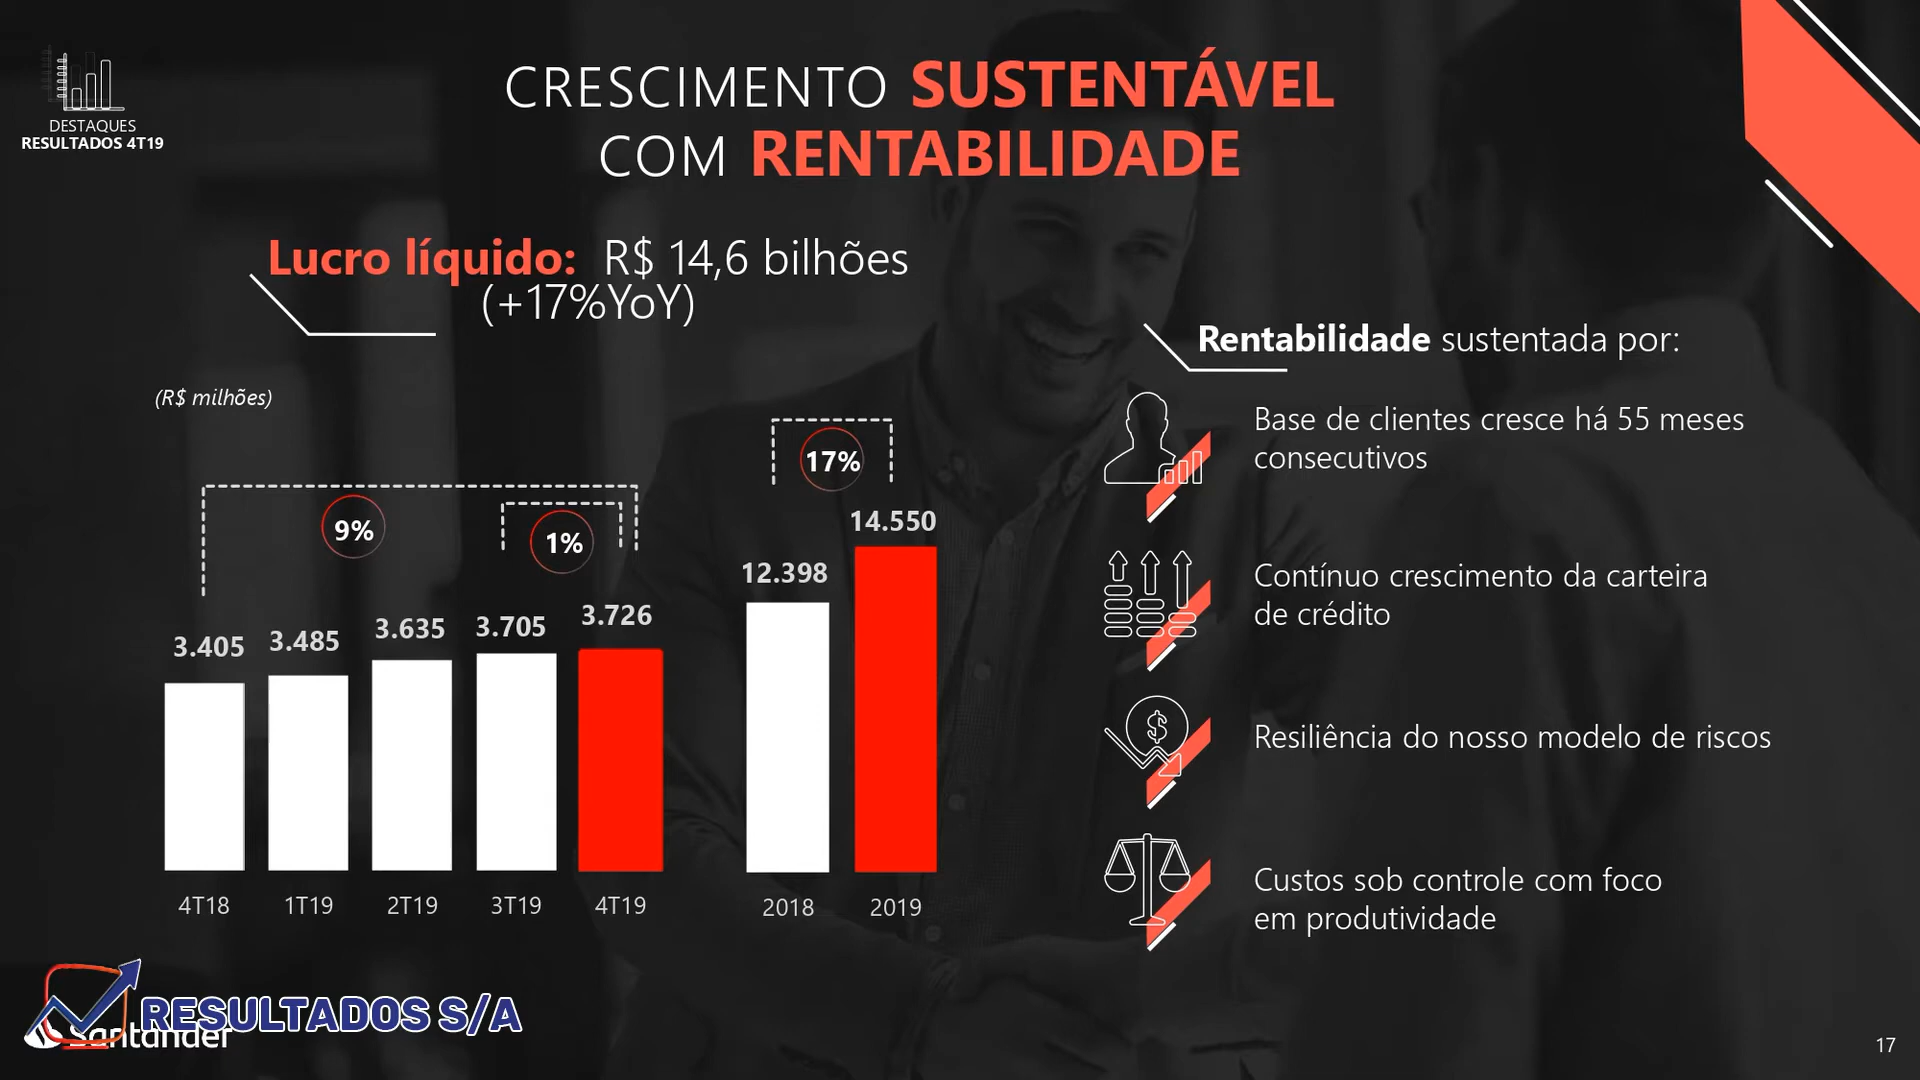 DESTAQUES
RESULTADOS 4T19
CRESCIMENTO SUSTENTÁVEL
COM RENTABILIDADE
Lucro líquido: R$ 14,6 bilhões
(+17%YoY)
(R$ milhões)
9%
1%
17%
3.405
3.485
3.635
3.705
3.726
12.398
14.550
4T18
1T19
2T19
3T19
4T19
2018
2019
Rentabilidade sustentada por:
Base de clientes cresce há 55 meses
consecutivos
Contínuo crescimento da carteira
de crédito
$
Resiliência do nosso modelo de riscos
Custos sob controle com foco
em produtividade
RESULTADOS S/A
Santander
17